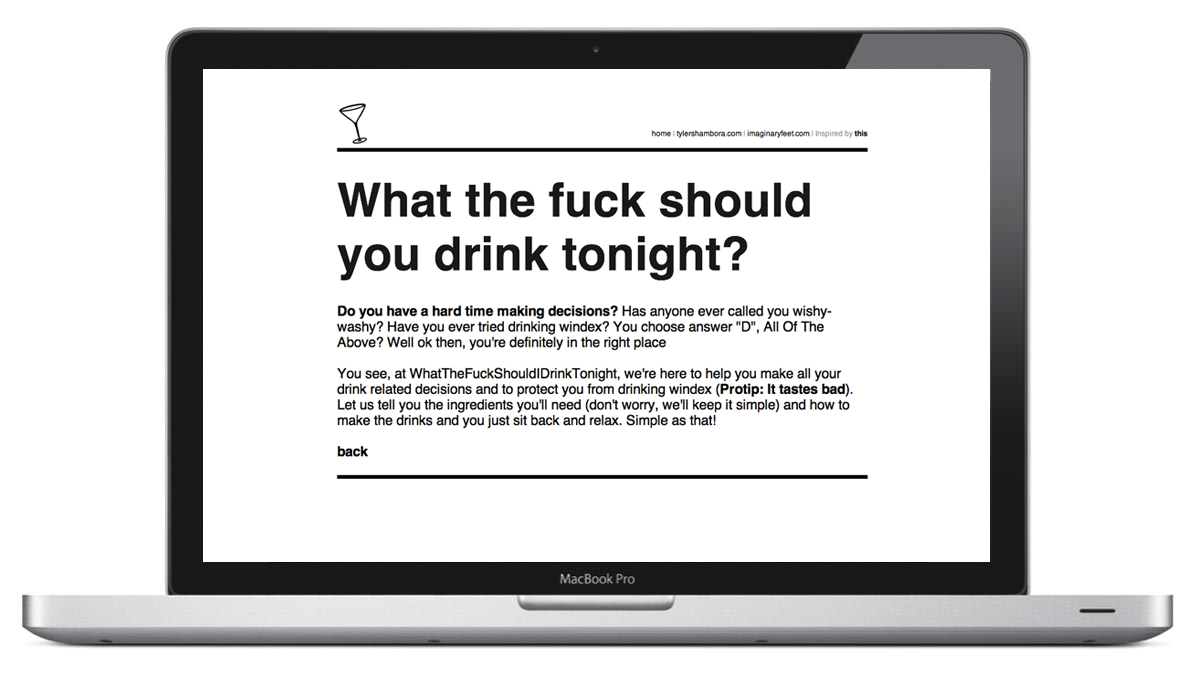 home | tylershambora.com | imaginaryfeet.com | Inspired by this
What the fuck should
you drink tonight?
Do you have a hard time making decisions? Has anyone ever called you wishy-
washy? Have you ever tried drinking windex? You choose answer "D", All Of The
Above? Well ok then, you're definitely in the right place
You see, at WhatTheFuckShouldIDrinkTonight, we're here to help you make all your
drink related decisions and to protect you from drinking windex (Protip: It tastes bad).
Let us tell you the ingredients you'll need (don't worry, we'll keep it simple) and how to
make the drinks and you just sit back and relax. Simple as that!
back
MacBook Pro